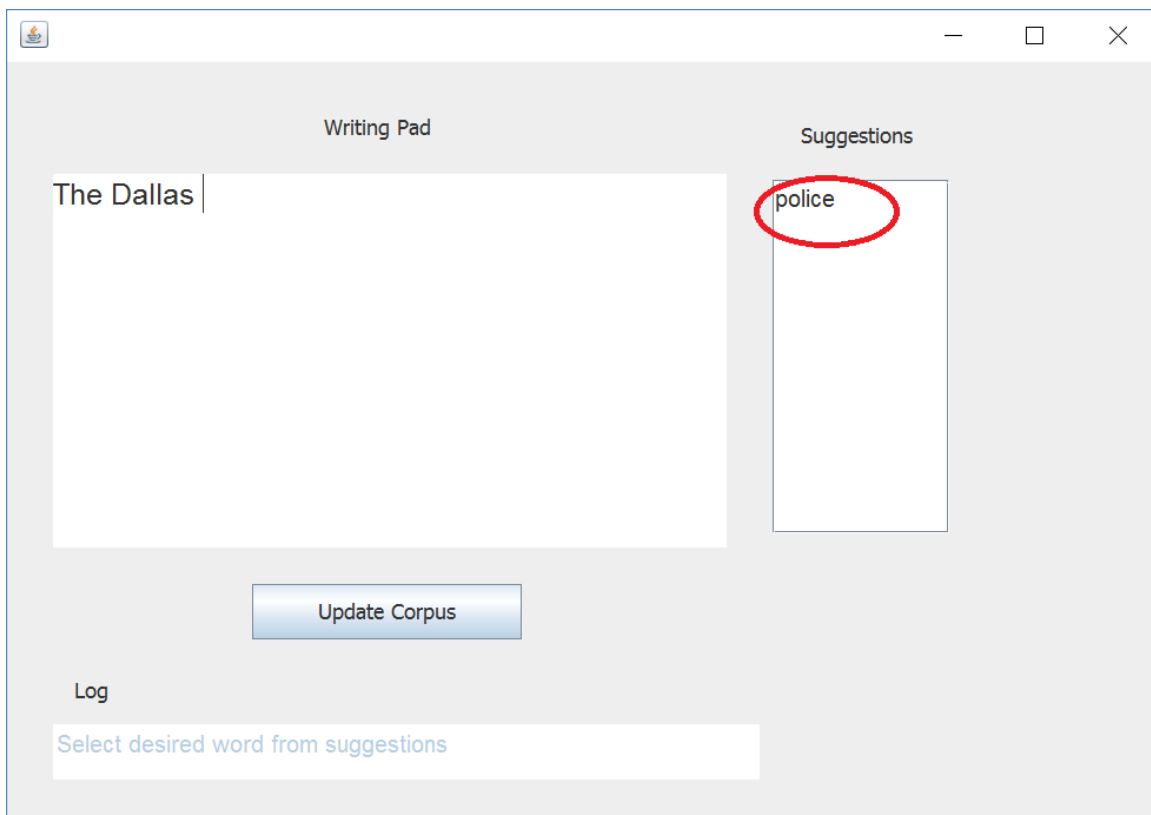 Writing Pad
Suggestions
The Dallas
police
Update Corpus
Log
Select desired word from suggestions